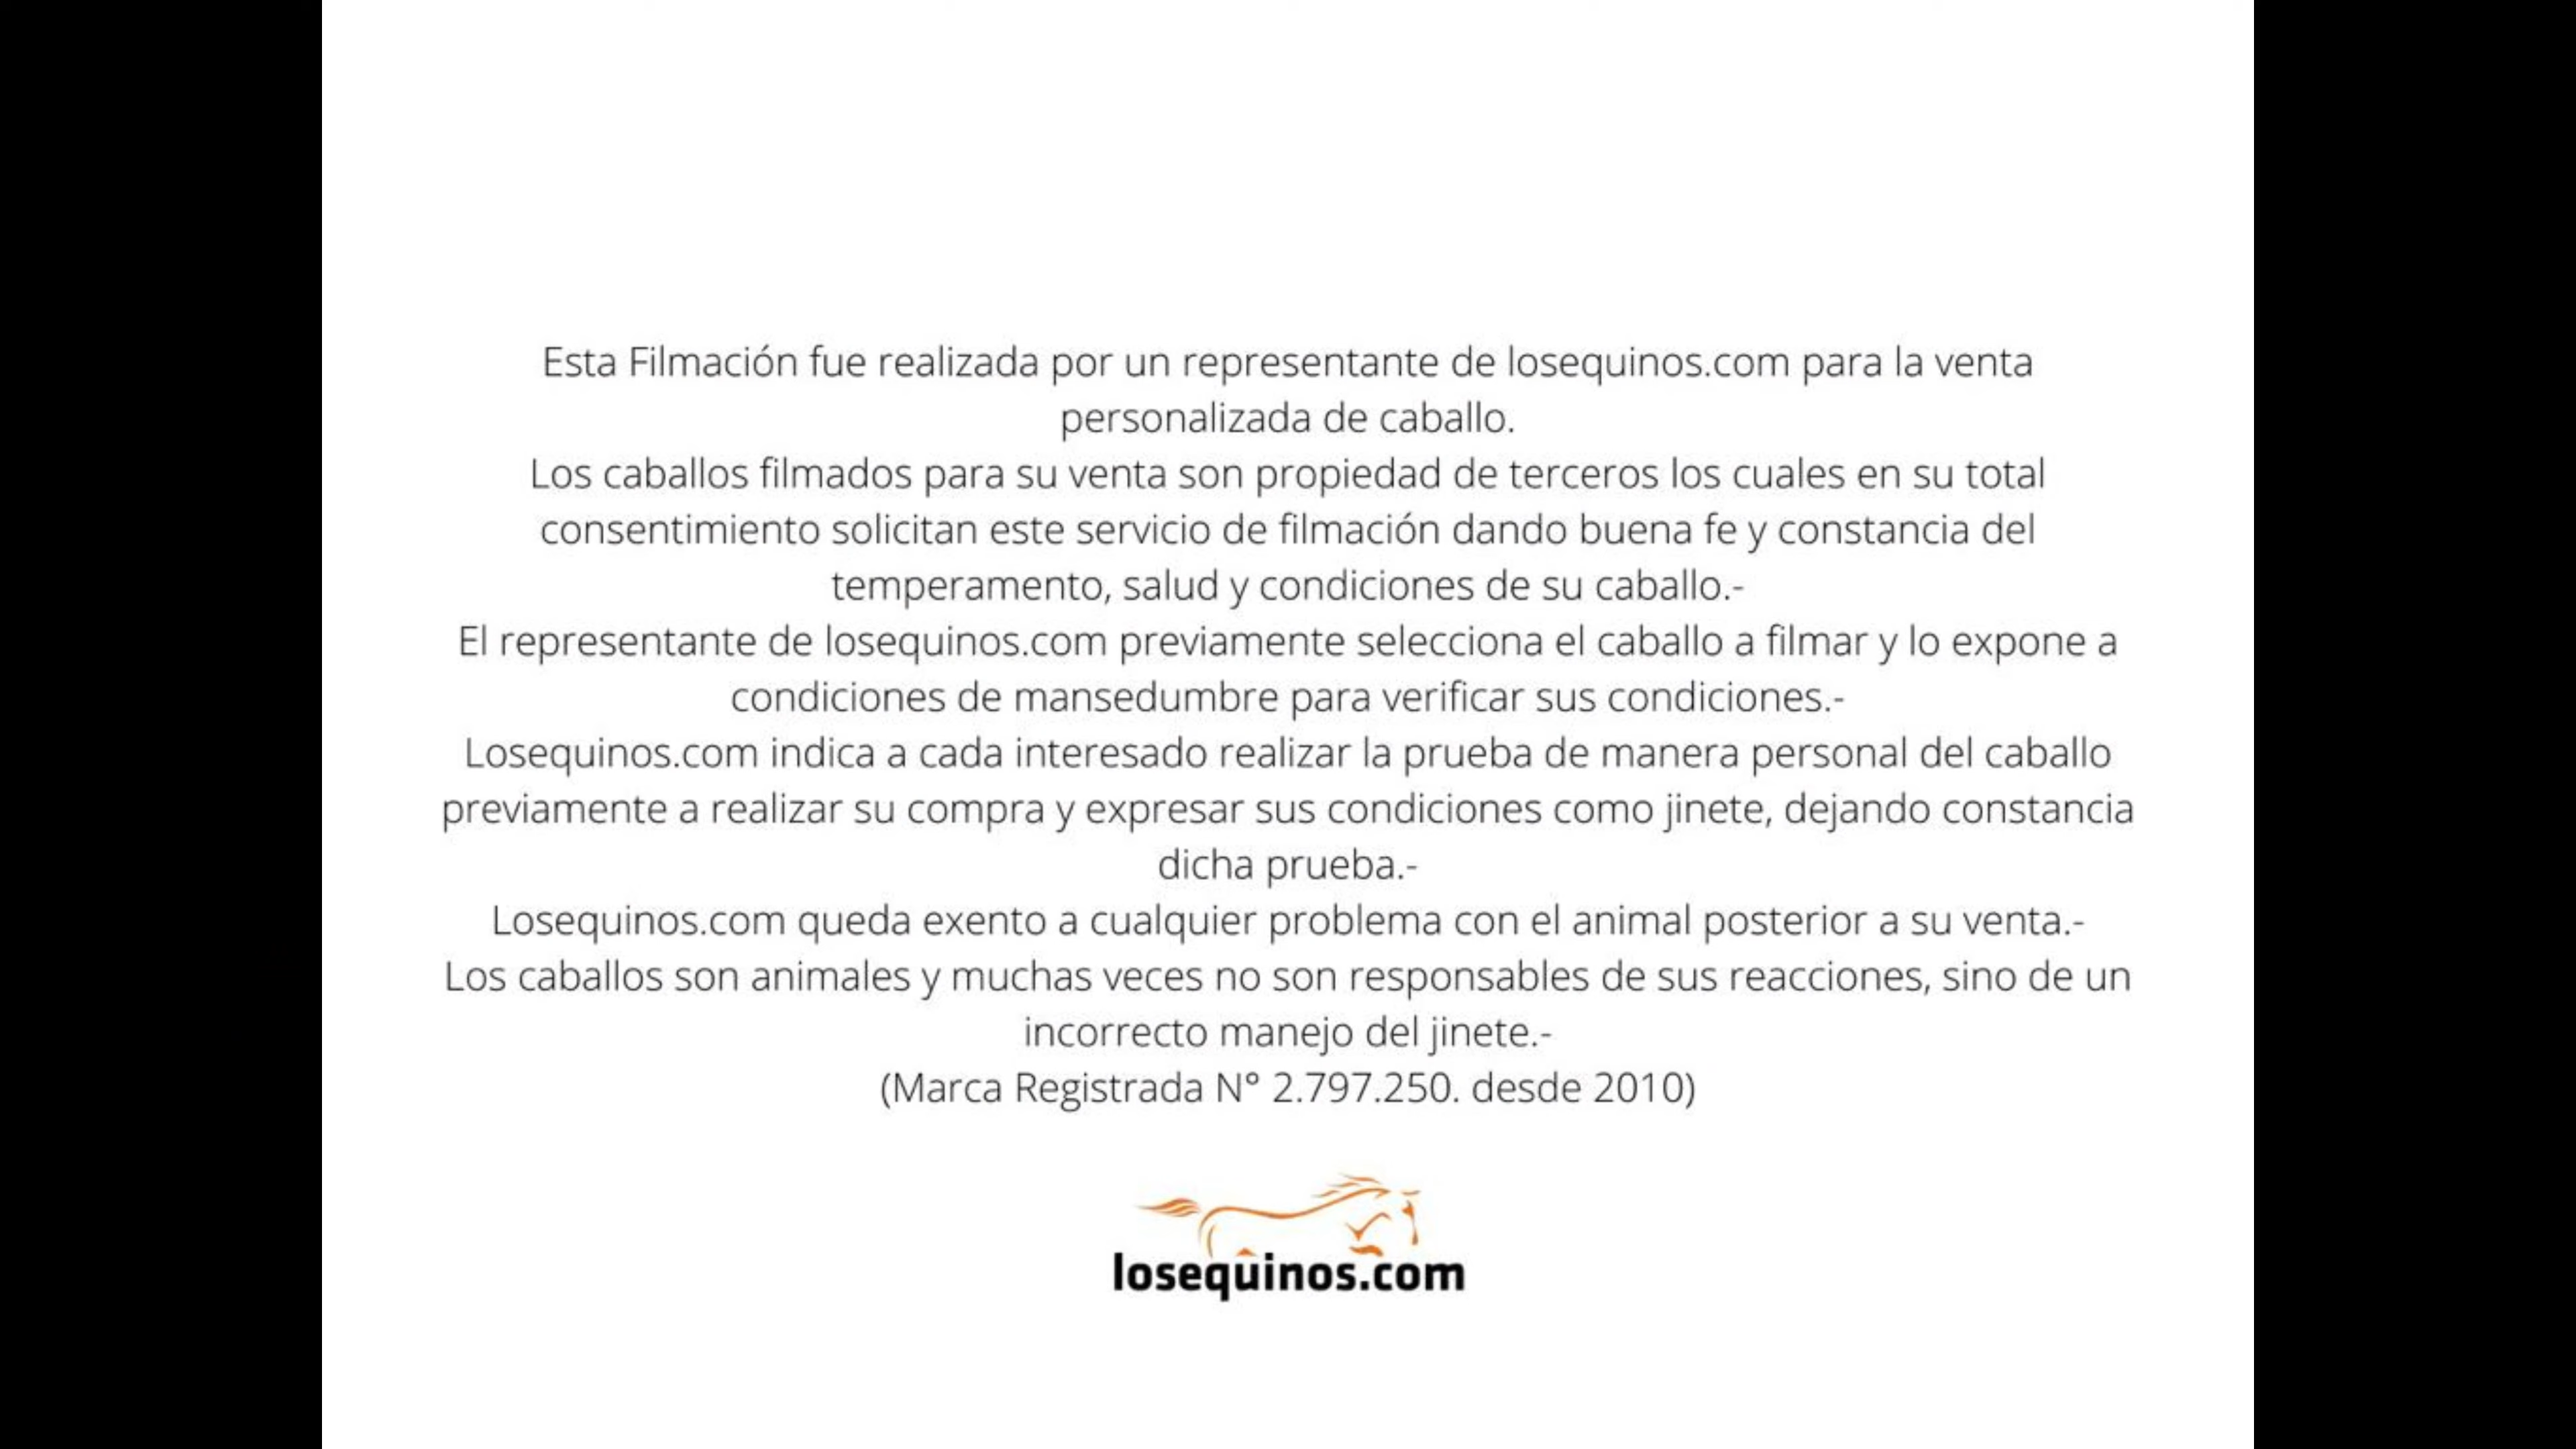 Esta Filmación fue realizada por un representante de losequinos.com para la venta
personalizada de caballo.
Los caballos filmados para su venta son propiedad de terceros los cuales en su total
consentimiento solicitan este servicio de filmación dando buena fe y constancia del
temperamento, salud y condiciones de su caballo.-
El representante de losequinos.com previamente selecciona el caballo a filmar y lo expone a
condiciones de mansedumbre para verificar sus condiciones.-
Losequinos.com indica a cada interesado realizar la prueba de manera personal del caballo
previamente a realizar su compra y expresar sus condiciones como jinete, dejando constancia
dicha prueba.-
Losequinos.com queda exento a cualquier problema con el animal posterior a su venta.-
Los caballos son animales y muchas veces no son responsables de sus reacciones, sino de un
incorrecto manejo del jinete.-
(Marca Registrada N° 2.797.250. desde 2010)
losequinos.com